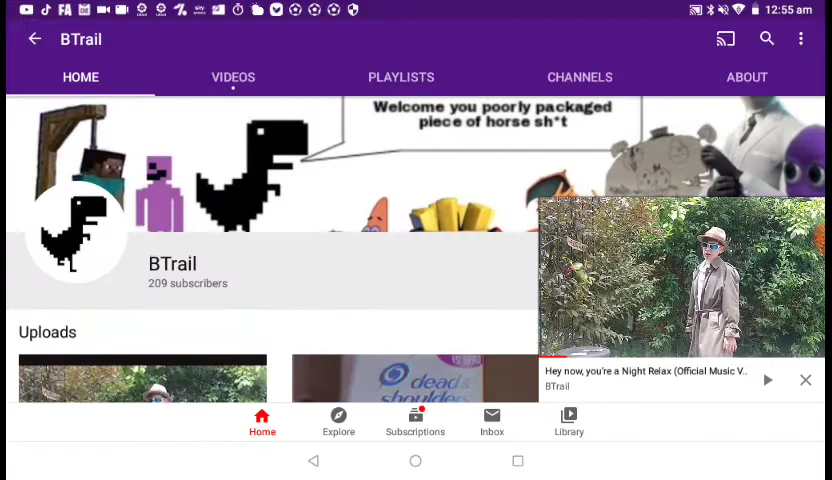 12:55 am
BTrail
HOME
VIDEOS
PLAYLISTS
CHANNELS
ABOUT
Welcome you poorly packaged
piece of horse sh*t
BTrail
209 subscribers
Uploads
dead&
shoulders
Hey now, you're a Night Relax (Official Music V..
BTrail
Home
Explore
Subscriptions
Inbox
Library